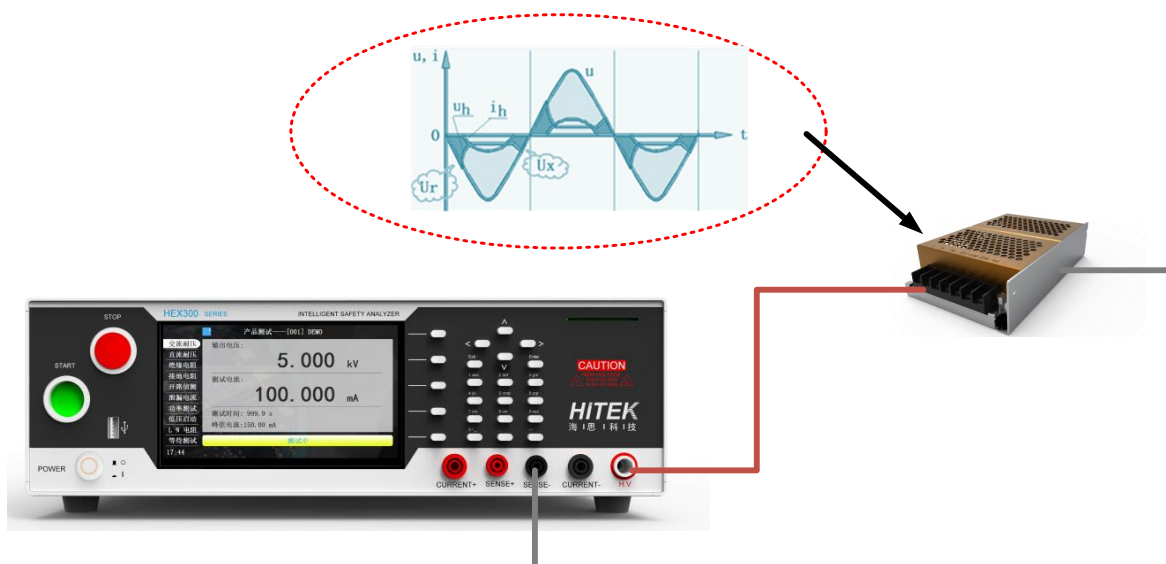 u, i
u
uh
ih
0
t
Ur
Ux
HEX300 SERIES
INTELLIGENT SAFETY ANALYZER
STOP
START
POWER
产品测试——[001] DEMO
交流耐压
直流耐压
绝缘电阻
接地电阻
开路侦测
泄漏电流
功率测试
低压启动
L N 电阻
等待测试
17:44
输出电压:
5.000 kV
测试电流:
100.000 mA
测试时间: 999.0 s
峰值电流:150.00 mA
测试中
Exit
Enter
CAUTION
HITEK
海思科技
CURRENT+
SENSE+
SENSE-
CURRENT-
H.V